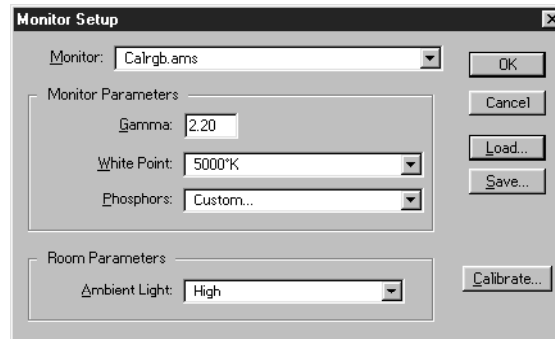 Monitor Setup
Monitor: Calrgb.ams
OK
Monitor Parameters
Cancel
Gamma: 2.20
Load...
White Point: 5000°K
Save...
Phosphors: Custom...
Room Parameters
Calibrate...
Ambient Light: High